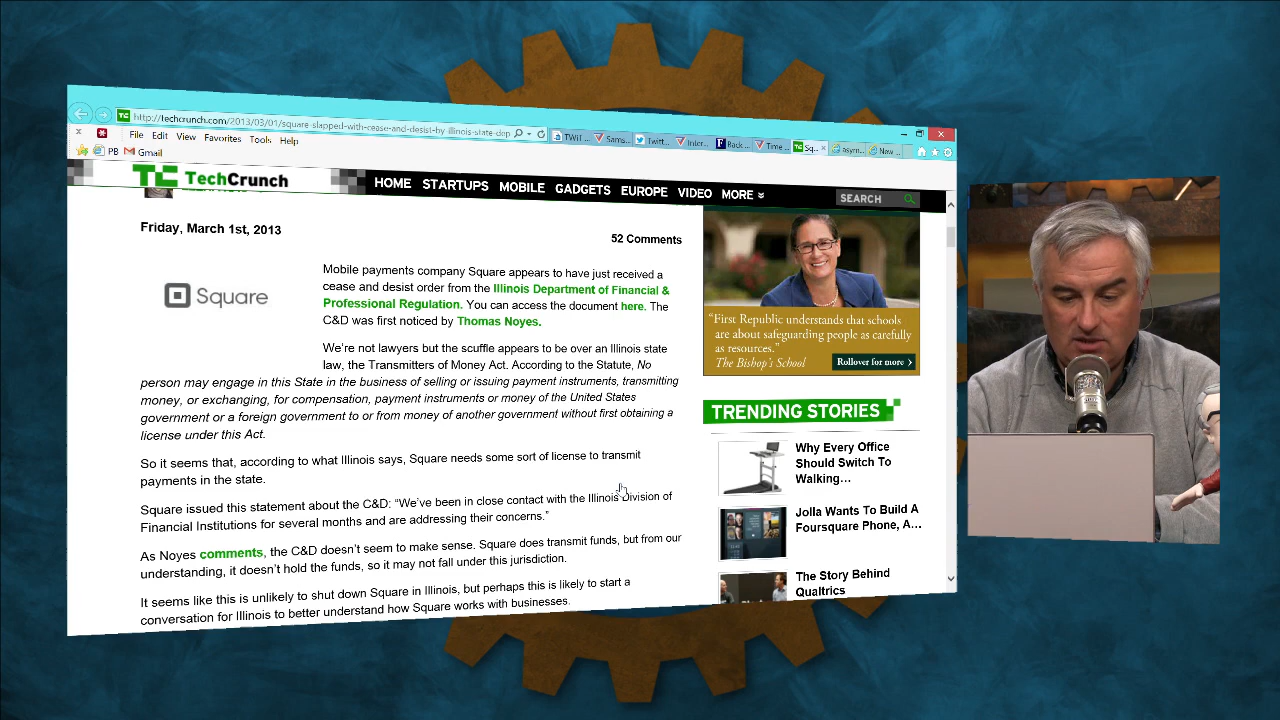 http://techcrunch.com/2013/03/01/square-slapped-with-cease-and-desist-by-illinois-state-dep
TWiT ...
Sams...
Twitt...
Inter...
Back ...
Time ...
Sq...
asym...
New ...
File Edit View Favorites Tools Help
PB Gmail
TC TechCrunch
HOME STARTUPS MOBILE GADGETS EUROPE VIDEO MORE
SEARCH
Friday, March 1st, 2013
52 Comments
Square
Mobile payments company Square appears to have just received a
cease and desist order from the Illinois Department of Financial &
Professional Regulation. You can access the document here. The
C&D was first noticed by Thomas Noyes.
We're not lawyers but the scuffle appears to be over an Illinois state
law, the Transmitters of Money Act. According to the Statute, No
person may engage in this State in the business of selling or issuing payment instruments, transmitting
money, or exchanging, for compensation, payment instruments or money of the United States
government or a foreign government to or from money of another government without first obtaining a
license under this Act.
So it seems that, according to what Illinois says, Square needs some sort of license to transmit
payments in the state.
Square issued this statement about the C&D: “We've been in close contact with the Illinois Division of
Financial Institutions for several months and are addressing their concerns.”
As Noyes comments, the C&D doesn't seem to make sense. Square does transmit funds, but from our
understanding, it doesn't hold the funds, so it may not fall under this jurisdiction.
It seems like this is unlikely to shut down Square in Illinois, but perhaps this is likely to start a
conversation for Illinois to better understand how Square works with businesses.
“First Republic understands that schools
are about safeguarding people as carefully
as resources.”
The Bishop's School
Rollover for more >
TRENDING STORIES
Why Every Office
Should Switch To
Walking...
Jolla Wants To Build A
Foursquare Phone, A...
The Story Behind
Qualtrics